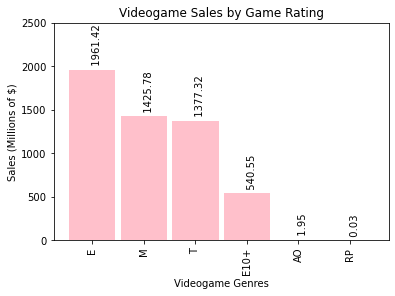 Videogame Sales by Game Rating
Sales (Millions of $)
2500
2000
1500
1000
500
0
1961.42
1425.78
1377.32
540.55
1.95
0.03
E
M
T
E10+
AO
RP
Videogame Genres